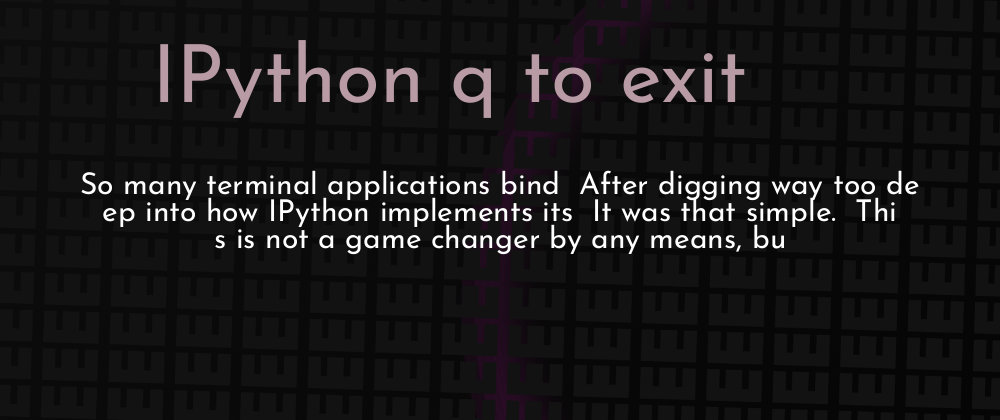 IPython q to exit
So many terminal applications bind  After digging way too de
ep into how IPython implements its  It was that simple.  Thi
s is not a game changer by any means, bu